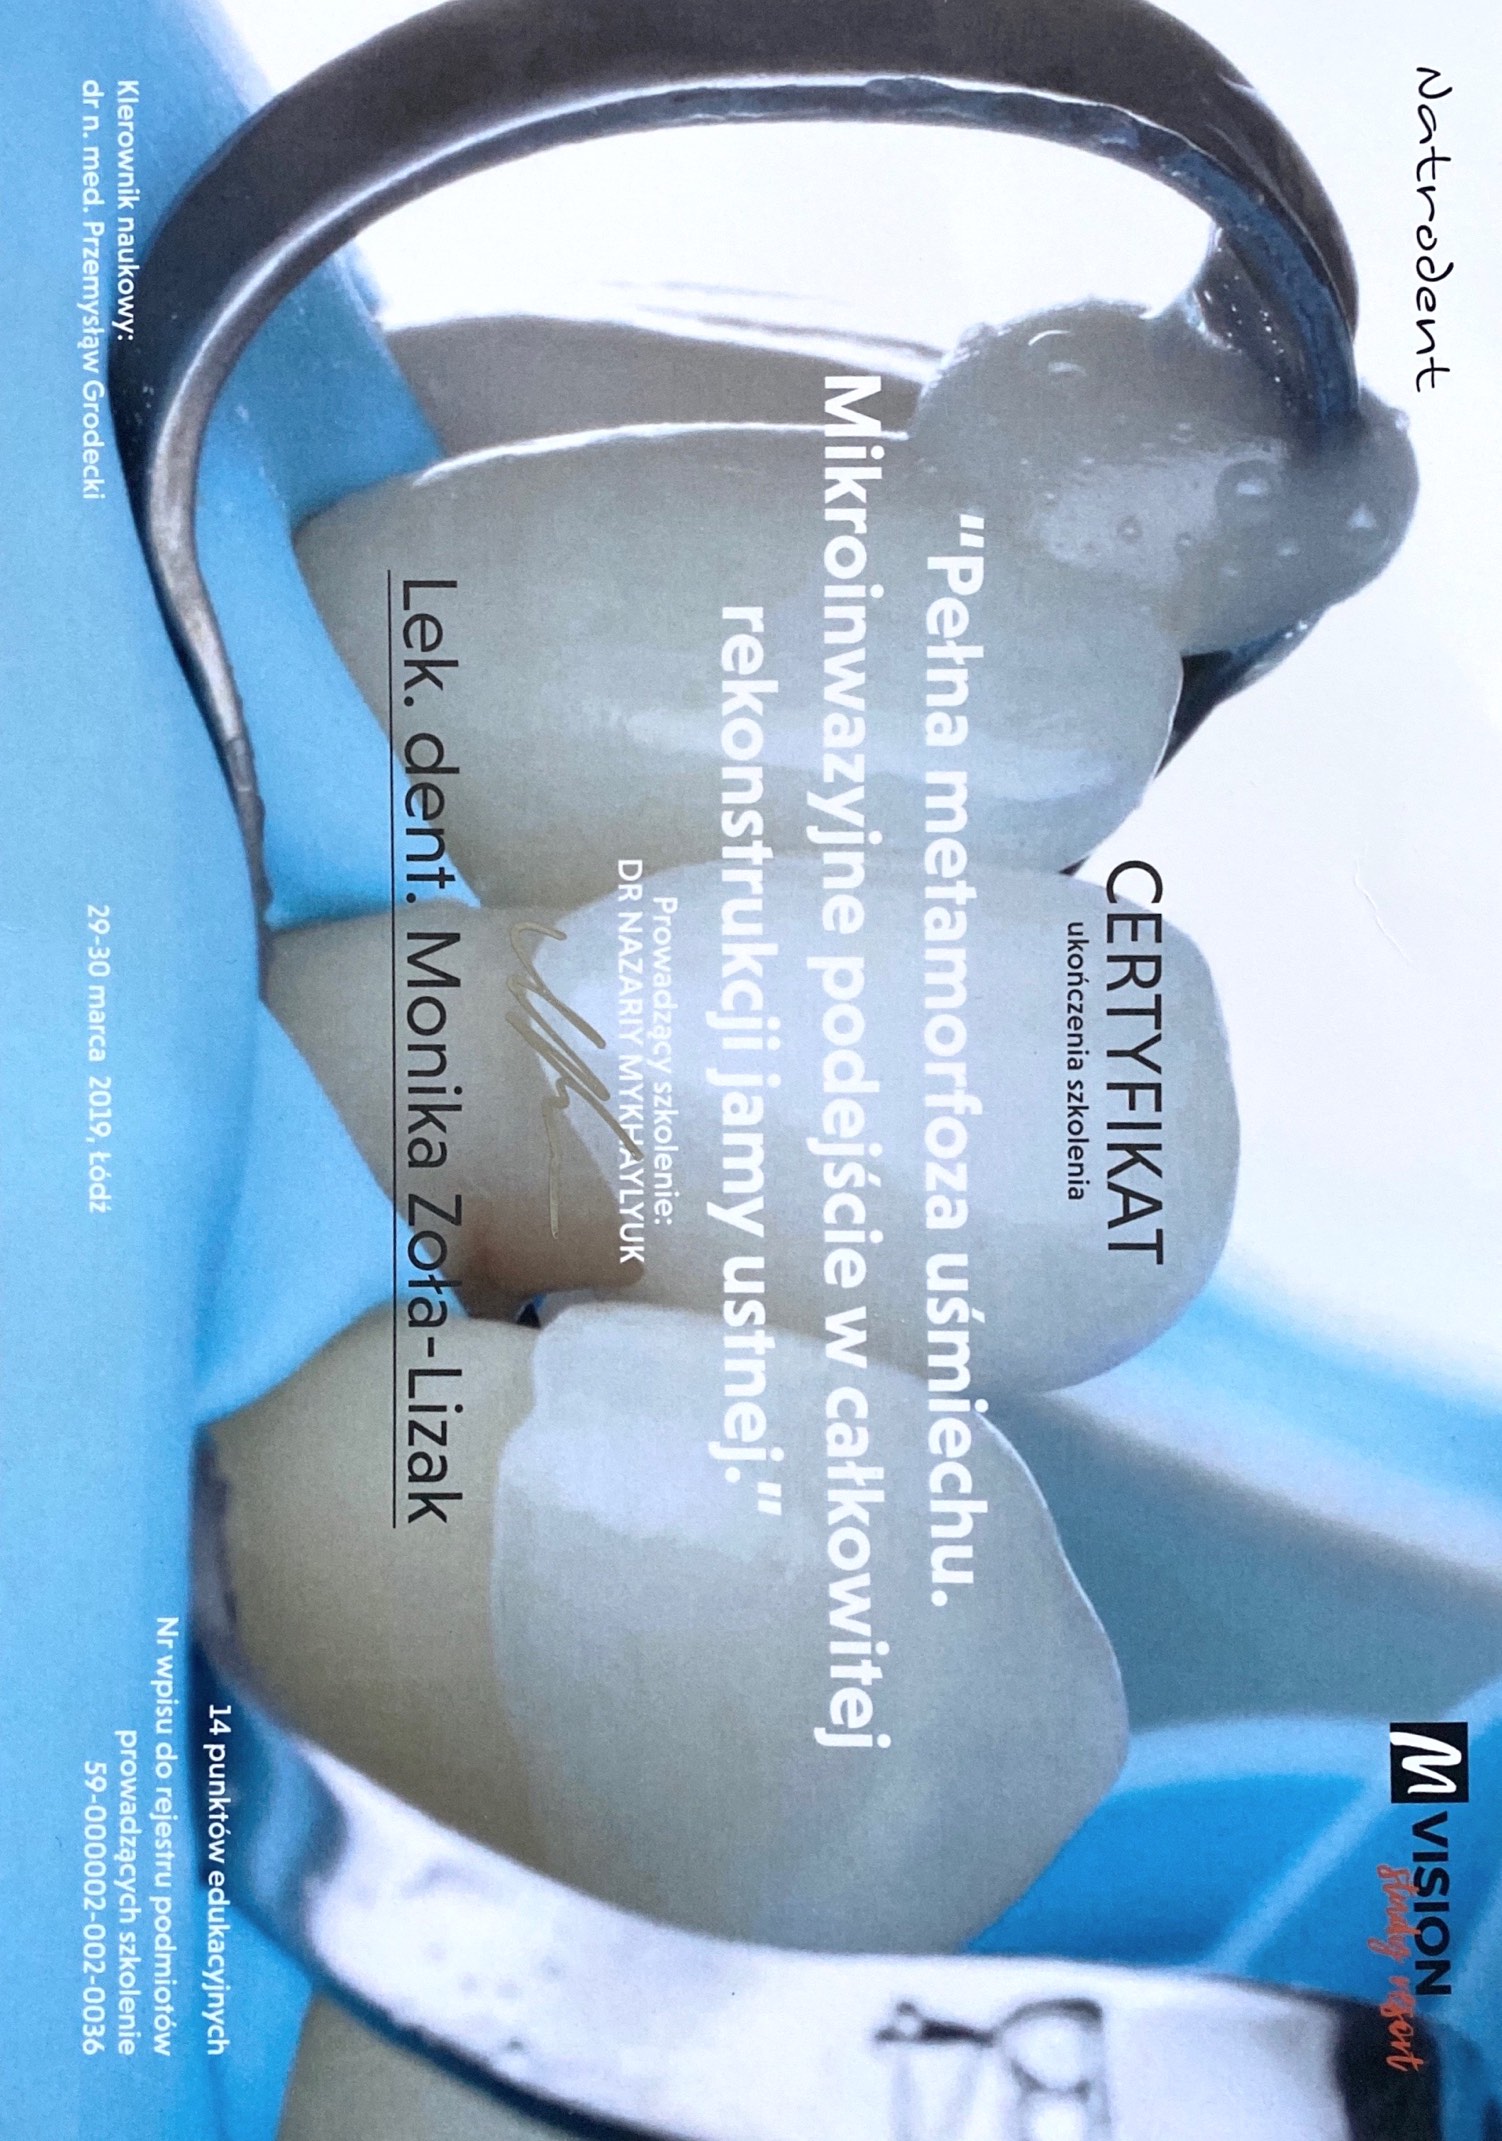 Natrodent
M VISION
study resort
CERTYFIKAT
ukończenia szkolenia
“Pełna metamorfoza uśmiechu.
Mikroinwazyjne podejście w całkowitej
rekonstrukcji jamy ustnej.”
Prowadzący szkolenie:
DR NAZARIY MYKHAYLYUK
Lek. dent. Monika Zoła-Lizak
14 punktów edukacyjnych
Nr wpisu do rejestru podmiotów
prowadzących szkolenie
59-000002-002-0036
KIerownik naukowy:
dr n. med. Przemysłąw Grodecki
29-30 marca 2019, Łódź